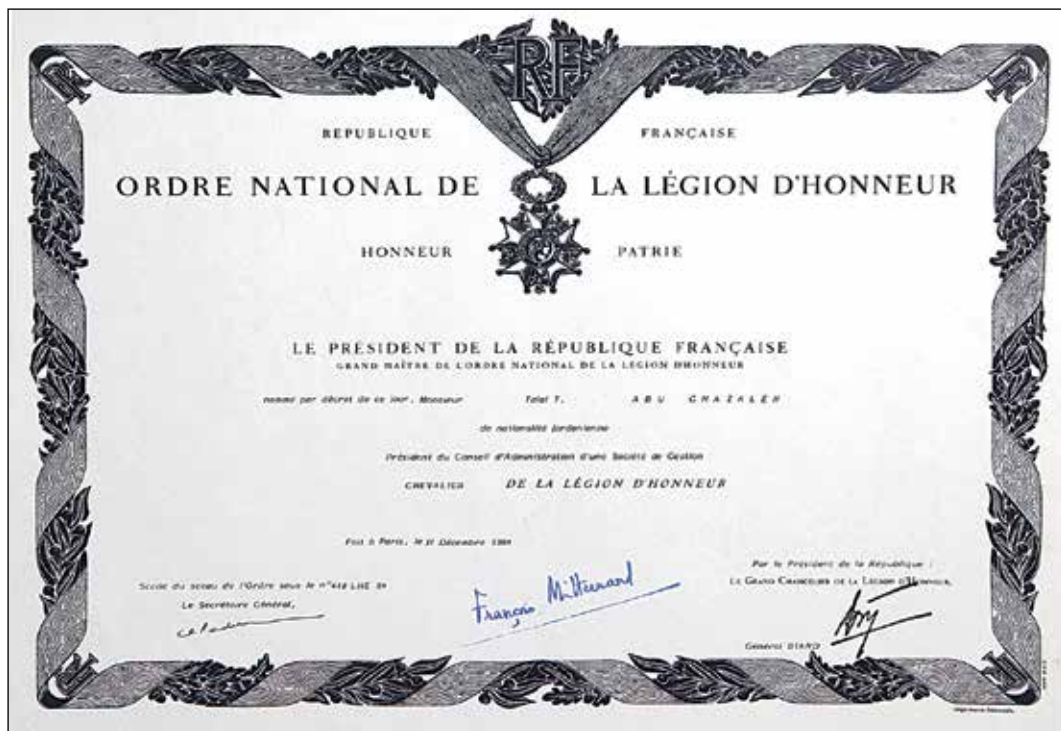 RF
REPUBLIQUE FRANÇAISE
ORDRE NATIONAL DE LA LÉGION D'HONNEUR
HONNEUR PATRIE
LE PRÉSIDENT DE LA RÉPUBLIQUE FRANÇAISE
GRAND MAÎTRE DE L'ORDRE NATIONAL DE LA LÉGION D'HONNEUR
nomme par décret de ce jour, Monsieur Talal T. ABU GHAZALEH
de nationalité Jordanienne
Président du Conseil d'Administration d'une Société de Gestion
CHEVALIER DE LA LÉGION D'HONNEUR
Fait à Paris, le Décembre
Scellé du sceau de l'Ordre sous le n°
Par le Président de la République :
LE GRAND CHANCELIER DE LA LÉGION D'HONNEUR,
Le Secrétaire Général,
François Mitterrand
Général BIARD
Imprimerie Nationale